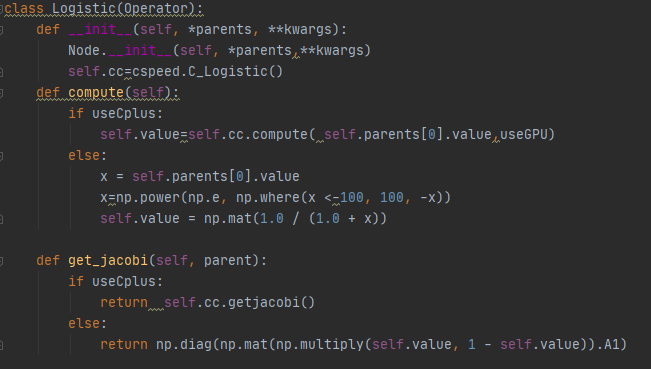 class Logistic(Operator):
    def __init__(self, *parents, **kwargs):
        Node.__init__(self, *parents,**kwargs)
        self.cc=cspeed.C_Logistic()
    def compute(self):
        if useCplus:
            self.value=self.cc.compute( self.parents[0].value,useGPU)
        else:
            x = self.parents[0].value
            x=np.power(np.e, np.where(x <-100, 100, -x))
            self.value = np.mat(1.0 / (1.0 + x))

    def get_jacobi(self, parent):
        if useCplus:
            return  self.cc.getjacobi()
        else:
            return np.diag(np.mat(np.multiply(self.value, 1 - self.value)).A1)